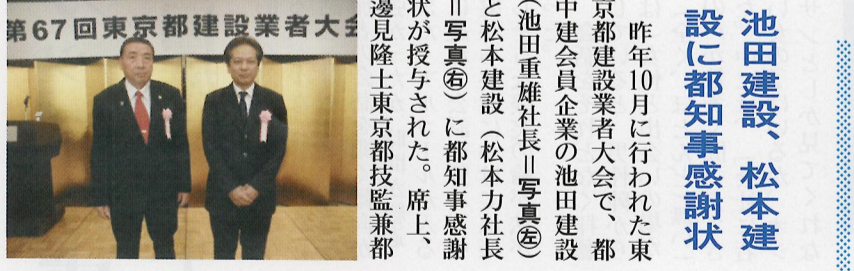 池田建設、松本建
設に都知事感謝状
昨年10月に行われた東
京都建設業者大会で、都
中建会員企業の池田建設
(池田重雄社長=写真㊧)
と松本建設(松本力社長
=写真㊨)に都知事感謝
状が授与された。席上、
邊見隆士東京都技監兼都
第67回東京都建設業者大会